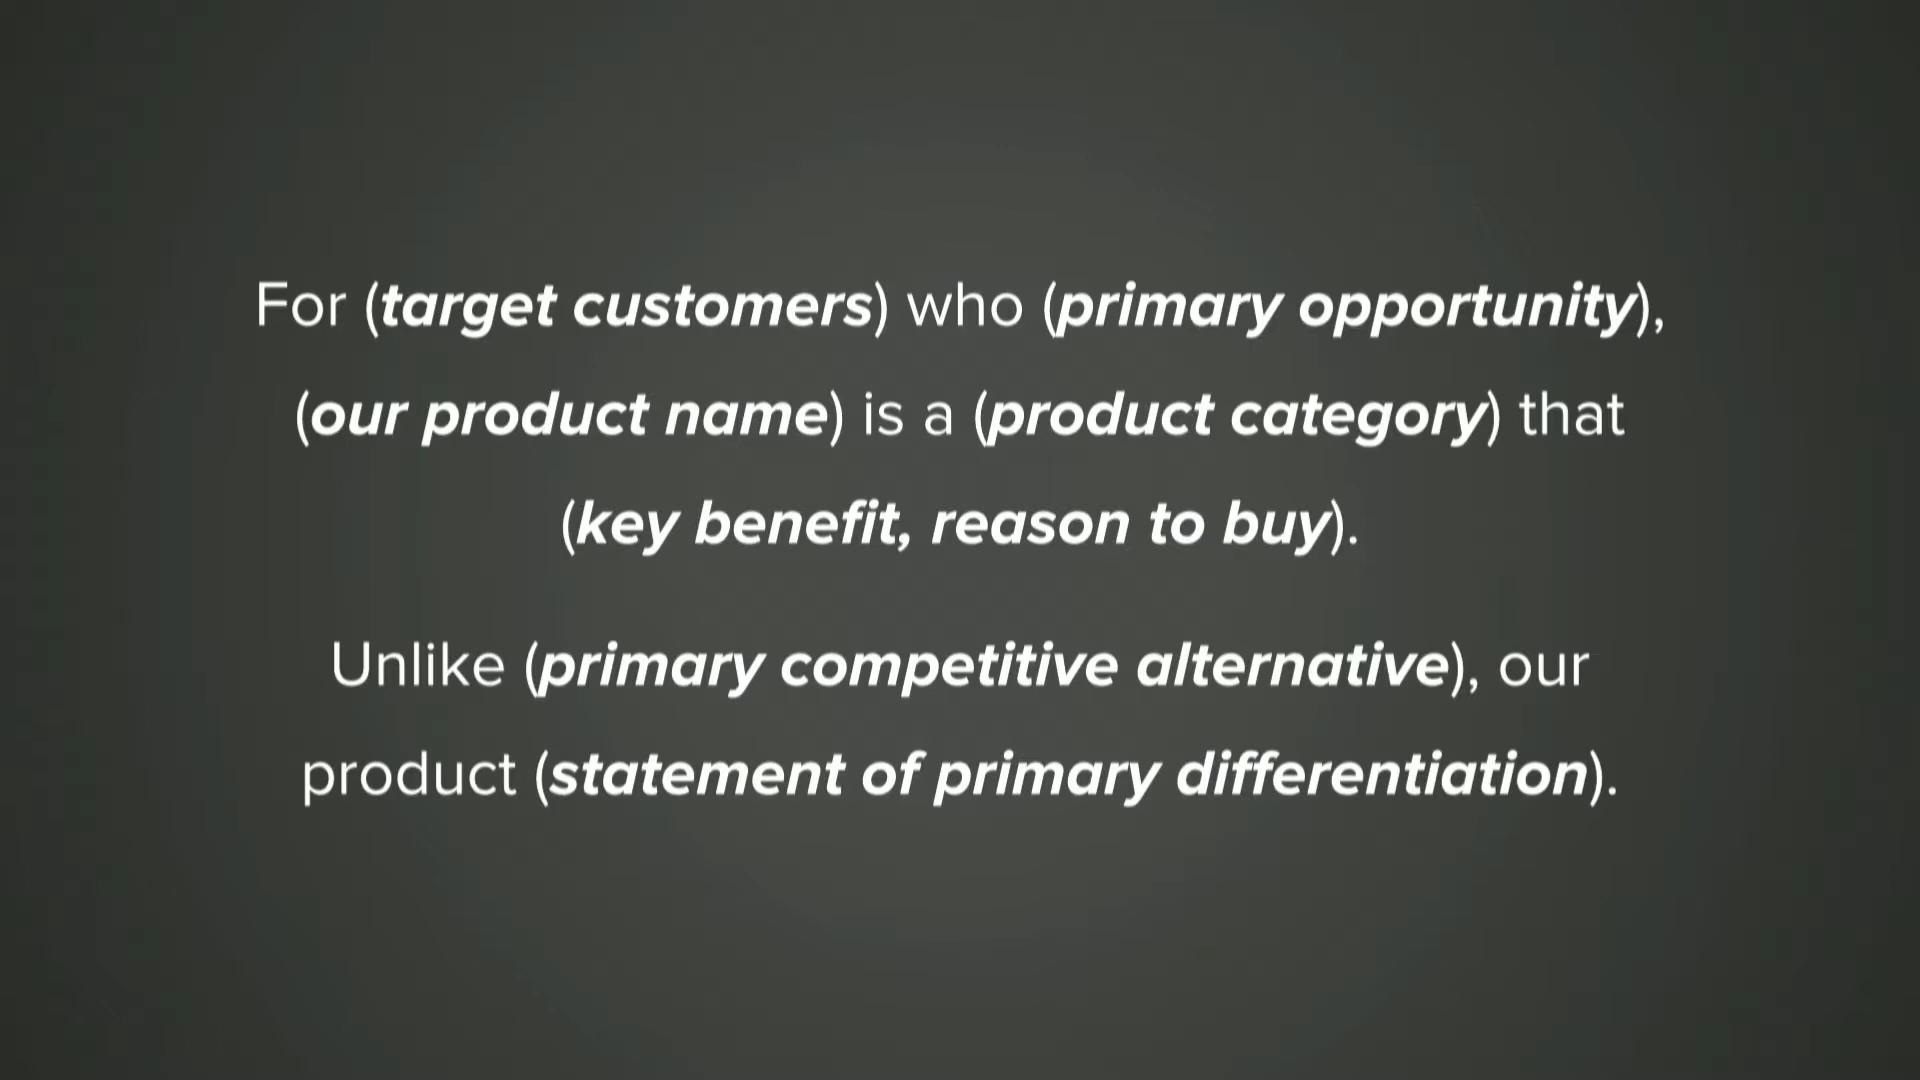 For (target customers) who (primary opportunity),
(our product name) is a (product category) that
(key benefit, reason to buy).
Unlike (primary competitive alternative), our
product (statement of primary differentiation).